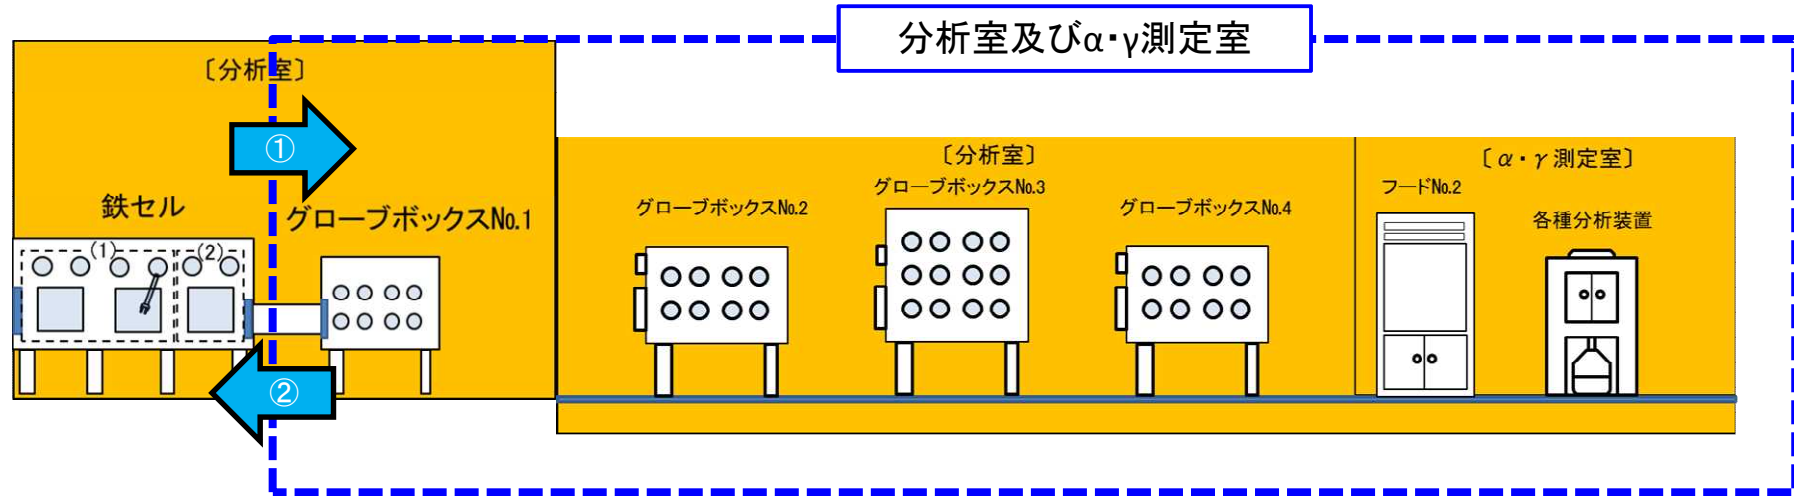 分析室及びα・γ測定室
〔分析室〕
①
鉄セル
グローブボックス№1
(1)
(2)
②
〔分析室〕
グローブボックス№2
グローブボックス№3
グローブボックス№4
〔α・γ測定室〕
フード№2
各種分析装置